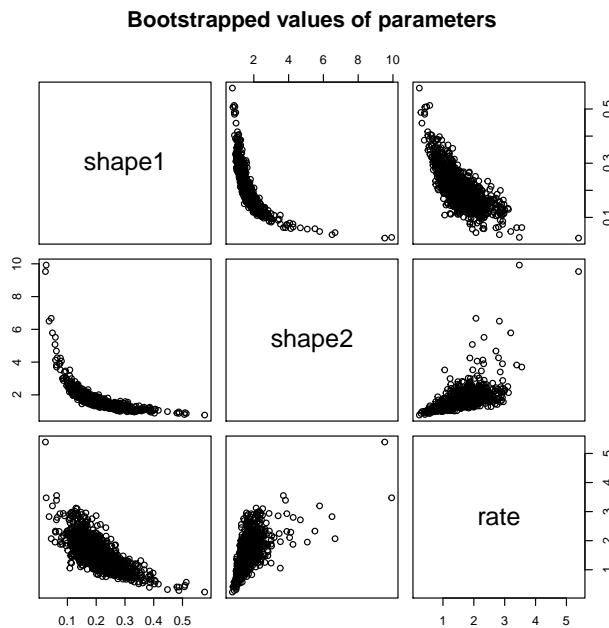 Bootstrapped values of parameters
2 4 6 8 10
shape1
0.1 0.3 0.5
2 4 6 8 10
shape2
rate
1 2 3 4 5
0.1 0.2 0.3 0.4 0.5
1 2 3 4 5